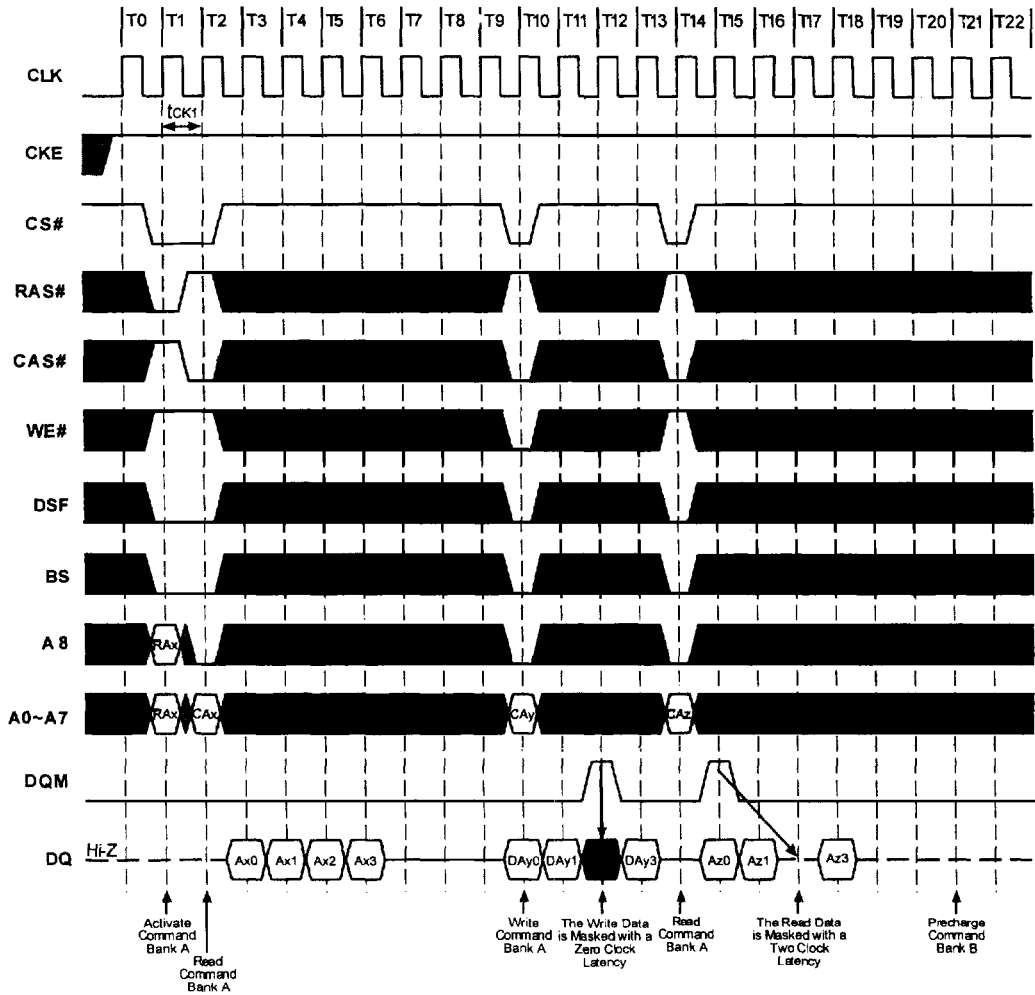 T0 T1 T2 T3 T4 T5 T6 T7 T8 T9 T10 T11 T12 T13 T14 T15 T16 T17 T18 T19 T20 T21 T22
CLK
tCK1
CKE
CS#
RAS#
CAS#
WE#
DSF
BS
A8
RAx
A0~A7
RAx CAx CAy CAz
DQM
DQ
Hi-Z
Ax0 Ax1 Ax2 Ax3 DAy0 DAy1 DAy3 Az0 Az1 Az3
Activate
Command
Bank A
Read
Command
Bank A
Write
Command
Bank A
The Write Data
is Masked with a
Zero Clock
Latency
Read
Command
Bank A
The Read Data
is Masked with a
Two Clock
Latency
Precharge
Command
Bank B